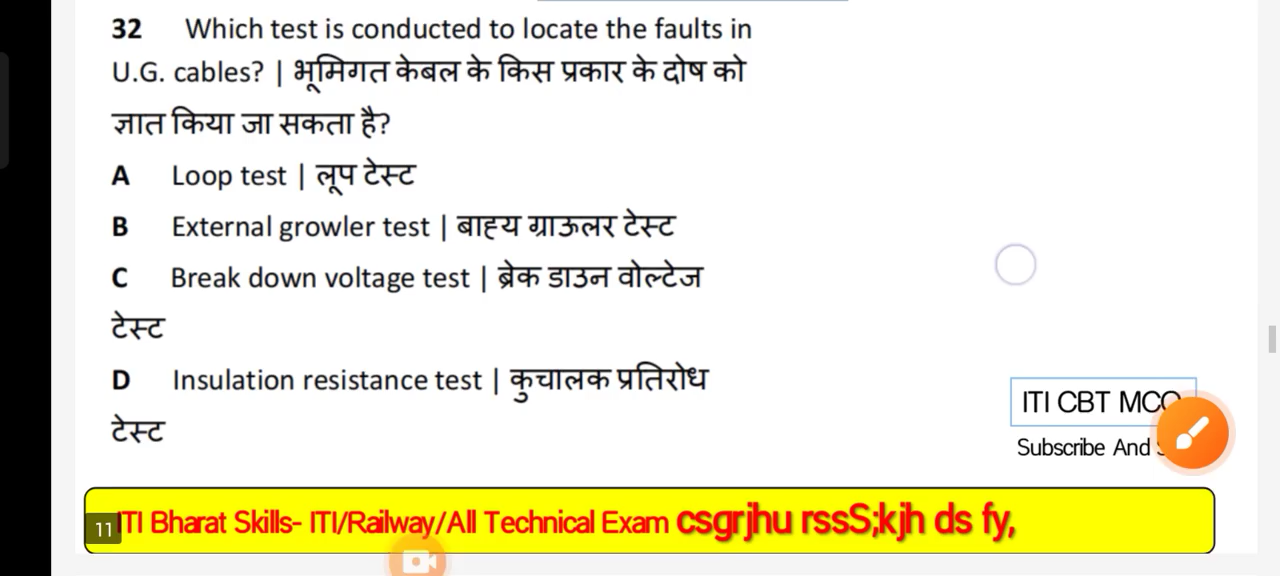 32 Which test is conducted to locate the faults in
U.G. cables? | भूमिगत केबल के किस प्रकार के दोष को
ज्ञात किया जा सकता है?
A Loop test | लूप टेस्ट
B External growler test | बाह्य ग्राऊलर टेस्ट
C Break down voltage test | ब्रेक डाउन वोल्टेज
टेस्ट
D Insulation resistance test | कुचालक प्रतिरोध
टेस्ट
ITI CBT MCQ
Subscribe And
11
ITI Bharat Skills- ITI/Railway/All Technical Exam csgrjhu rssS;kjh ds fy,